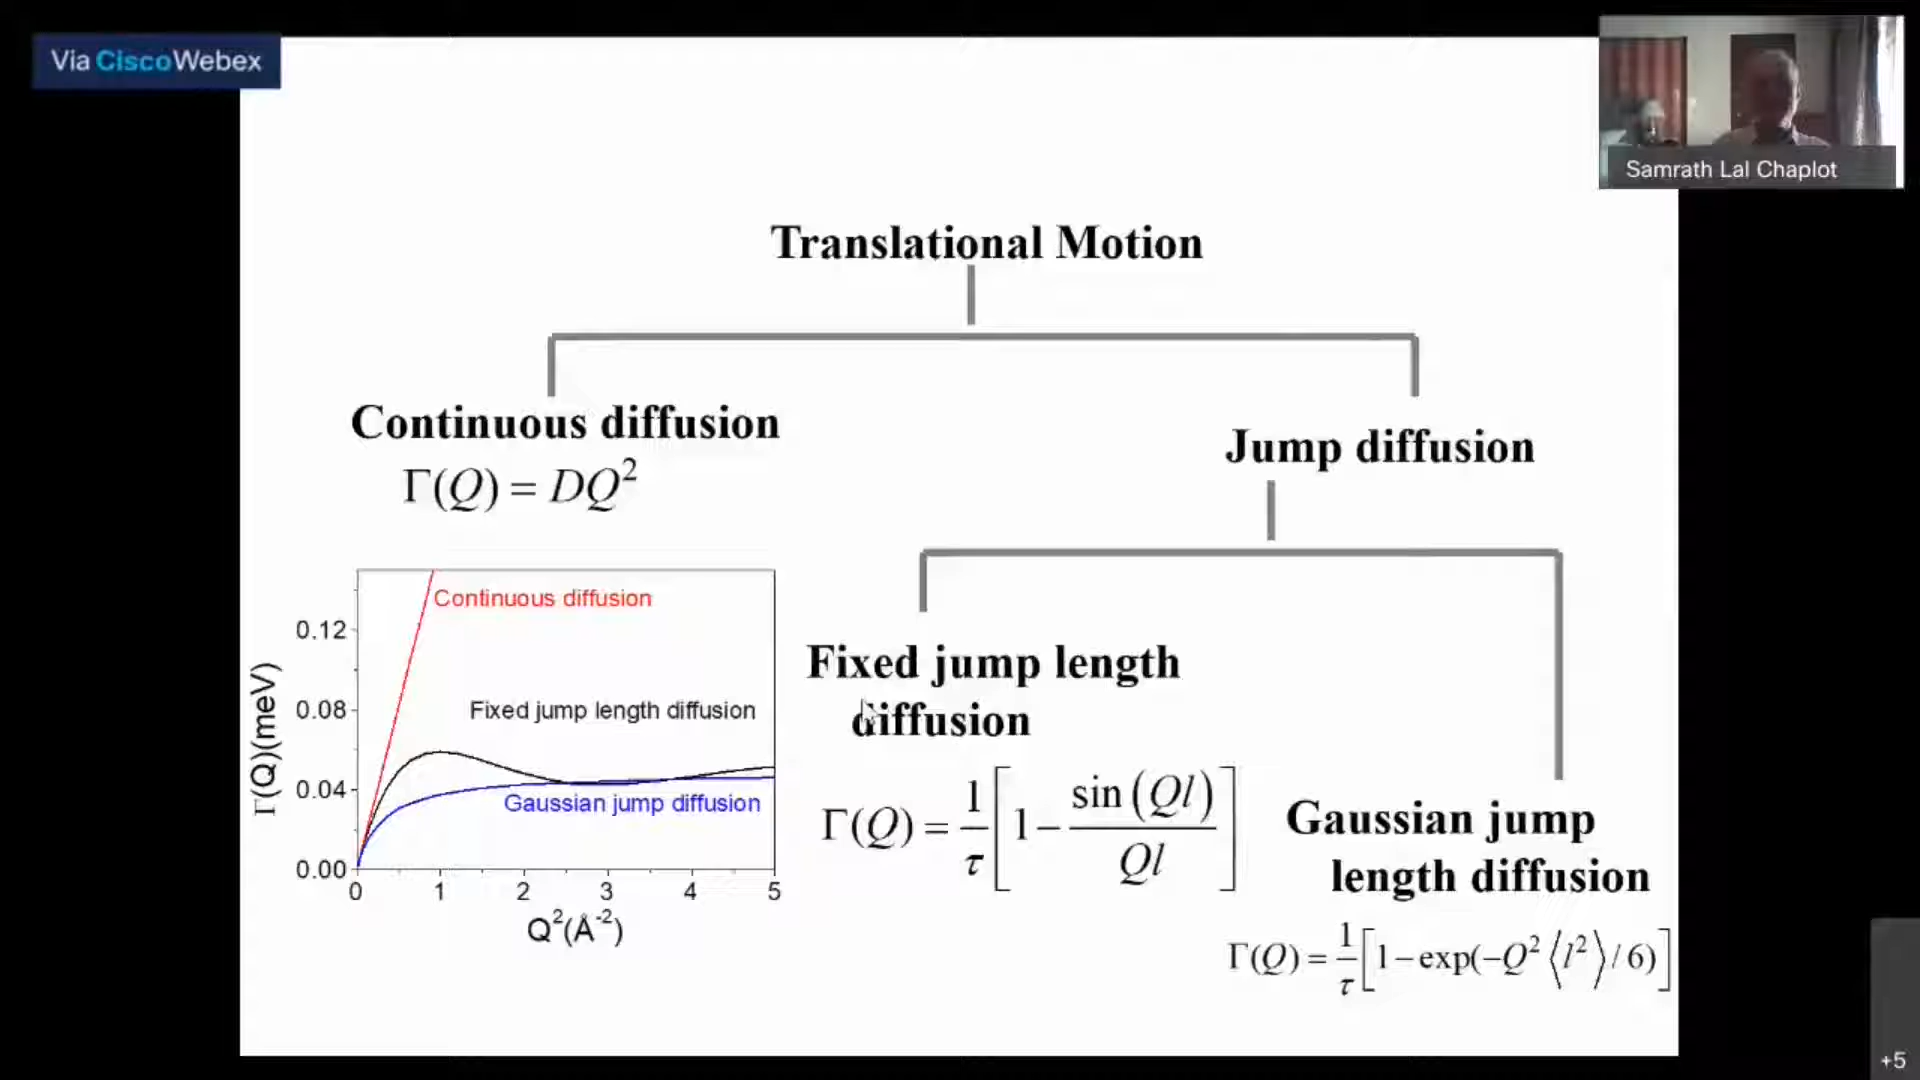 Via CiscoWebex
Samrath Lal Chaplot
Translational Motion
Continuous diffusion
Γ(Q) = DQ²
Jump diffusion
Continuous diffusion
Fixed jump length diffusion
Gaussian jump diffusion
0.12
0.08
0.04
0.00
0 1 2 3 4 5
Γ(Q)(meV)
Q²(Å⁻²)
Fixed jump length
diffusion
Γ(Q) = 1/τ [1 − sin(Ql)/Ql]
Gaussian jump
length diffusion
Γ(Q) = 1/τ [1 − exp(−Q²⟨l²⟩/6)]
+5